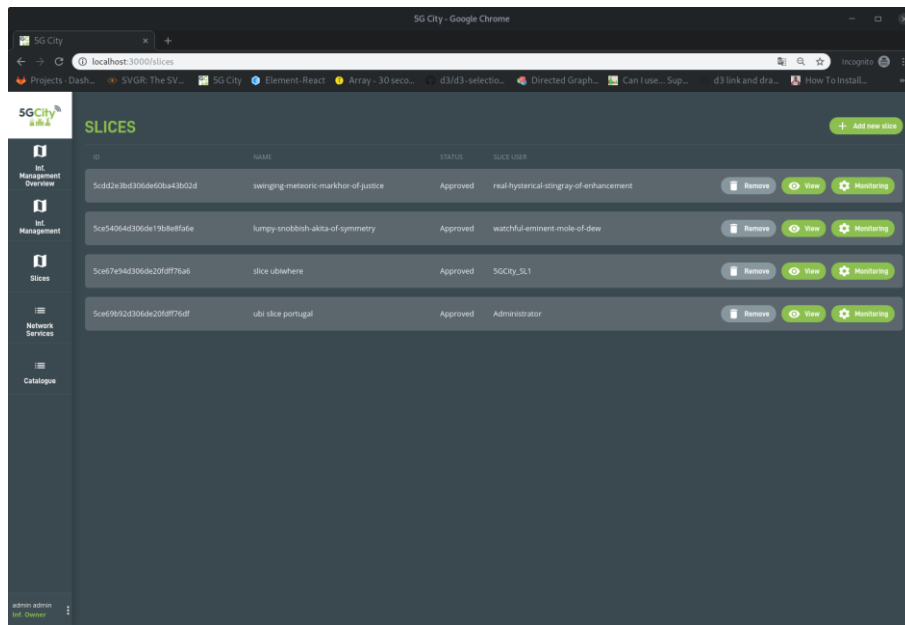 5G City - Google Chrome
5G City
localhost:3000/slices
Incognito
Projects · Dash...
SVGR: The SV...
5G City
Element-React
Array - 30 seco...
d3/d3-selectio...
Directed Graph...
Can I use... Sup...
d3 link and dra...
How To Install...
5GCity
SLICES
Add new slice
ID NAME STATUS SLICE USER
5cdd2e3bd306de60ba43b02d swinging-meteoric-markhor-of-justice Approved real-hysterical-stingray-of-enhancement Remove View Monitoring
5ce54064d306de19b8e8fa6e lumpy-snobbish-akita-of-symmetry Approved watchful-eminent-mole-of-dew Remove View Monitoring
5ce67e94d306de20fdff76a6 slice ubiwhere Approved 5GCity_SL1 Remove View Monitoring
5ce69b92d306de20fdff76df ubi slice portugal Approved Administrator Remove View Monitoring
Inf.
Management
Overview
Inf.
Management
Slices
Network
Services
Catalogue
admin admin
Inf. Owner